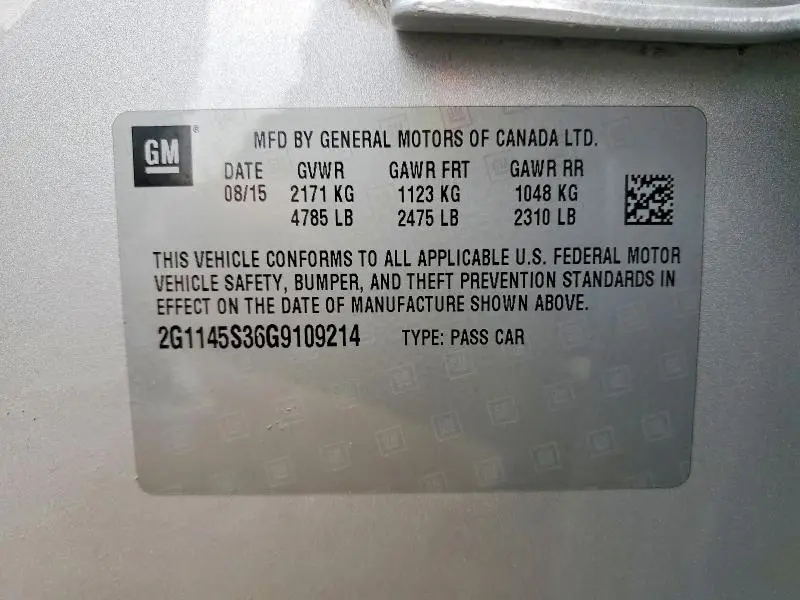 GM®
MFD BY GENERAL MOTORS OF CANADA LTD.
DATE GVWR GAWR FRT GAWR RR
08/15 2171 KG 1123 KG 1048 KG
4785 LB 2475 LB 2310 LB
THIS VEHICLE CONFORMS TO ALL APPLICABLE U.S. FEDERAL MOTOR
VEHICLE SAFETY, BUMPER, AND THEFT PREVENTION STANDARDS IN
EFFECT ON THE DATE OF MANUFACTURE SHOWN ABOVE.
2G1145S36G9109214 TYPE: PASS CAR